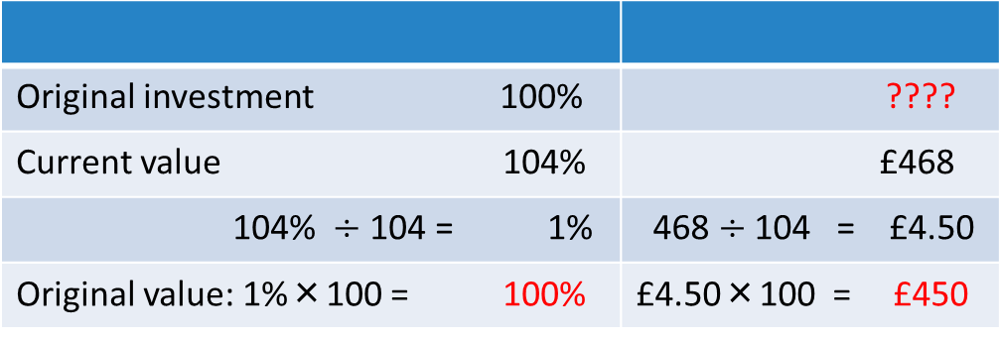 Original investment 100% ????
Current value 104% £468
104% ÷ 104 = 1% 468 ÷ 104 = £4.50
Original value: 1% × 100 = 100% £4.50 × 100 = £450